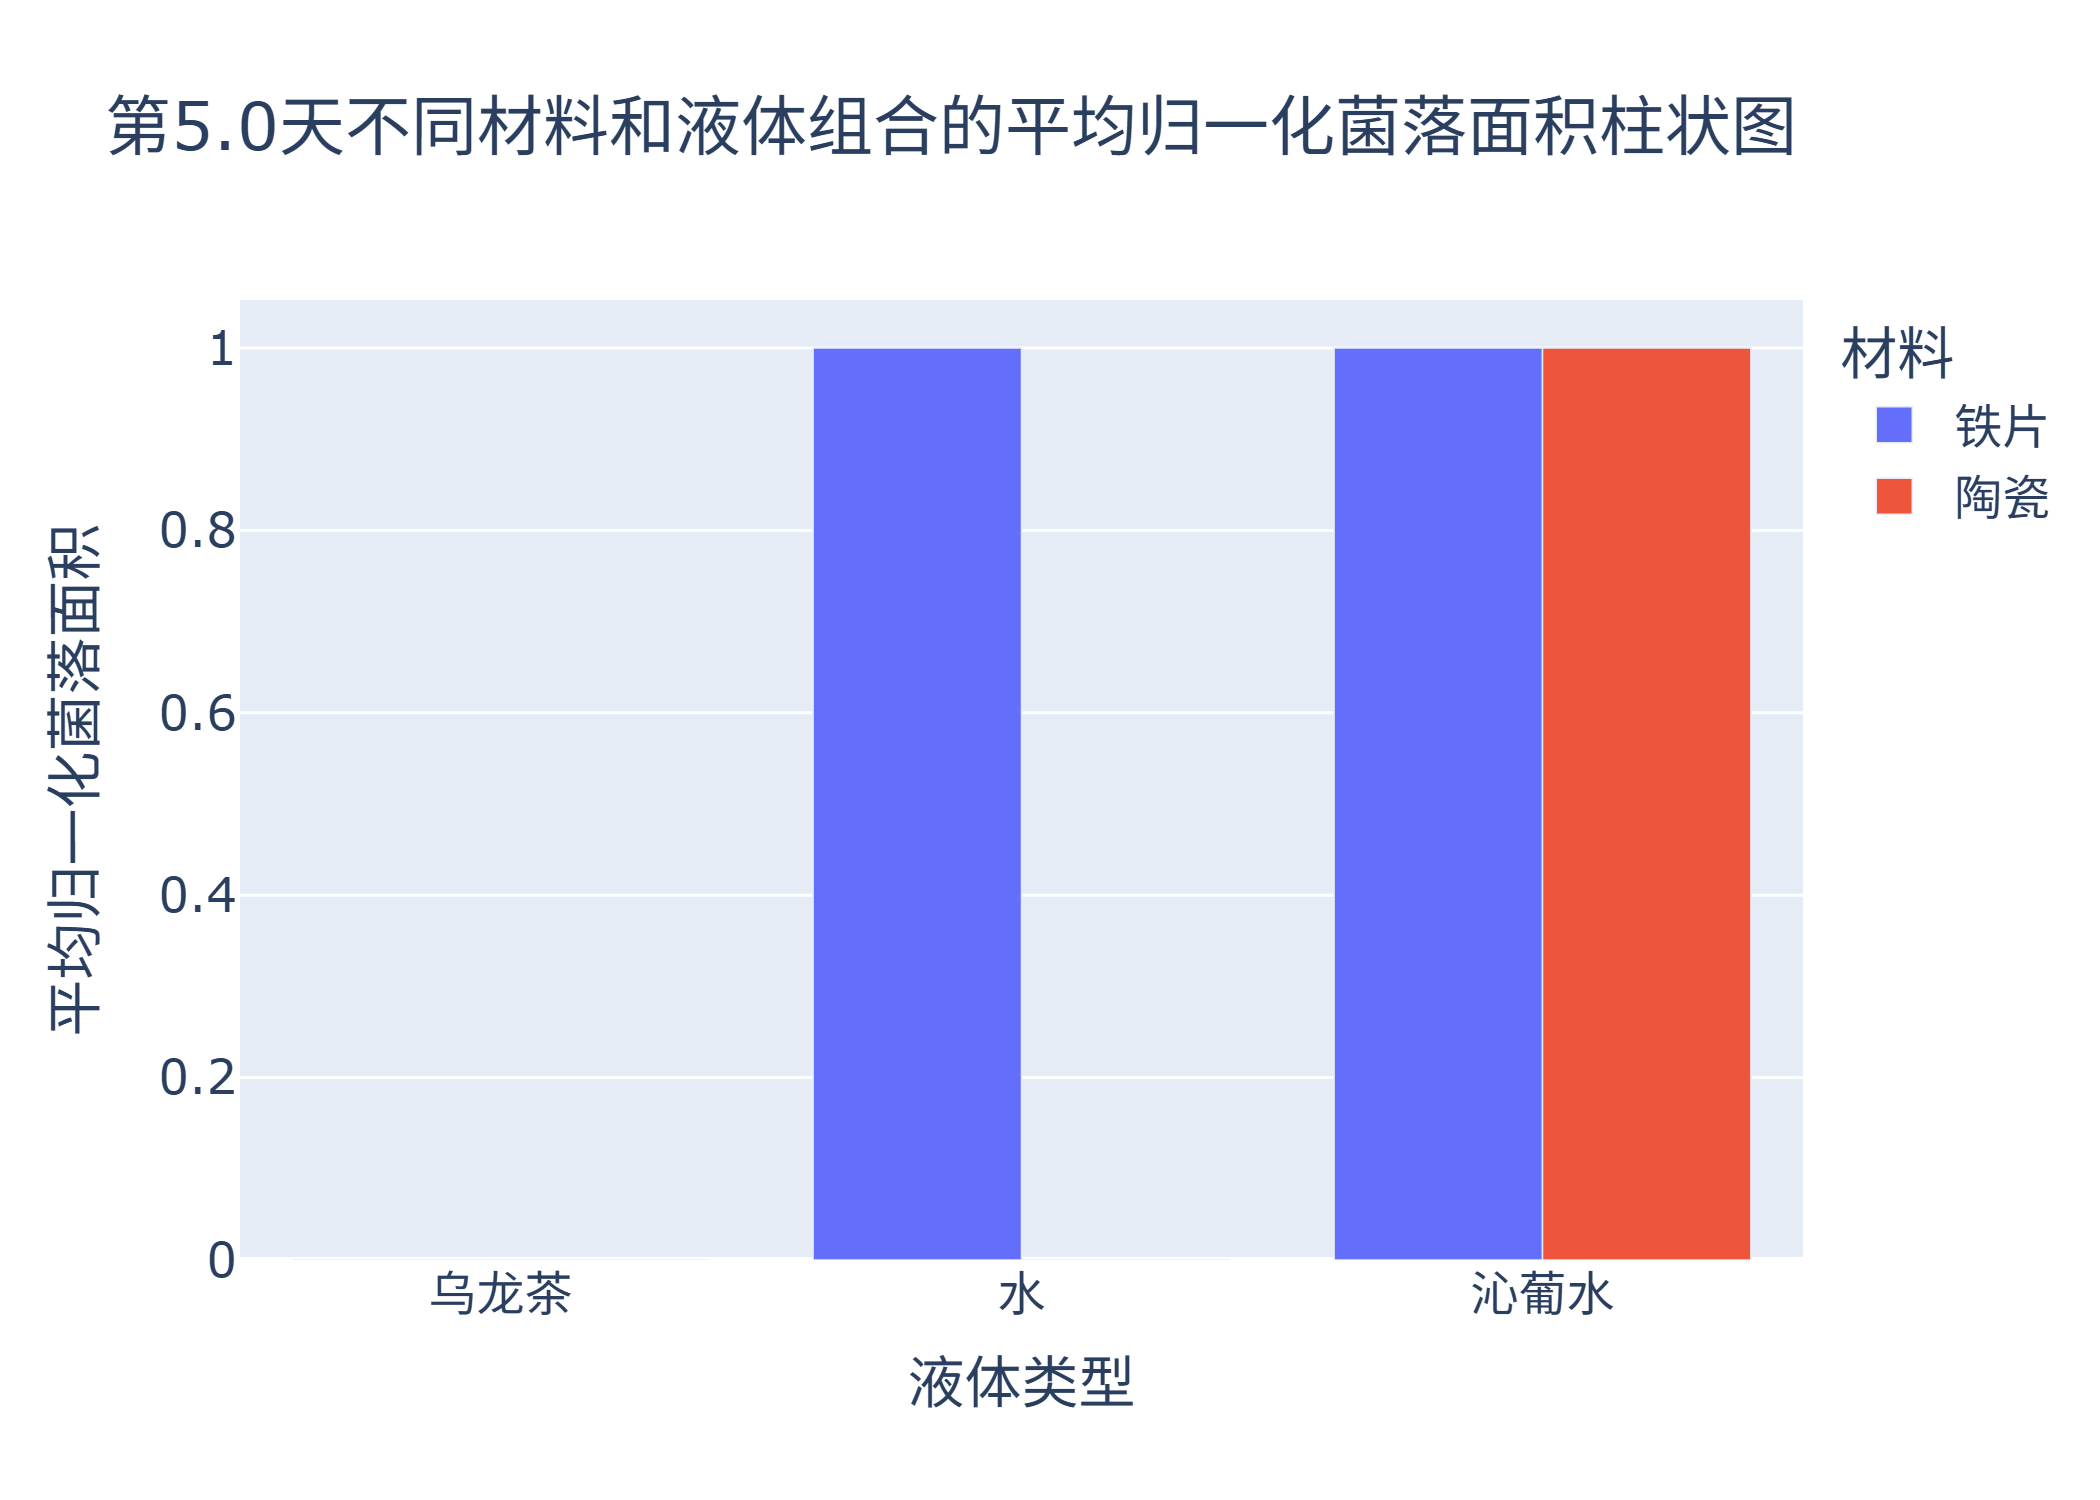 第5.0天不同材料和液体组合的平均归一化菌落面积柱状图
材料
铁片
陶瓷
平均归一化菌落面积
1
0.8
0.6
0.4
0.2
0
乌龙茶
水
沁葡水
液体类型